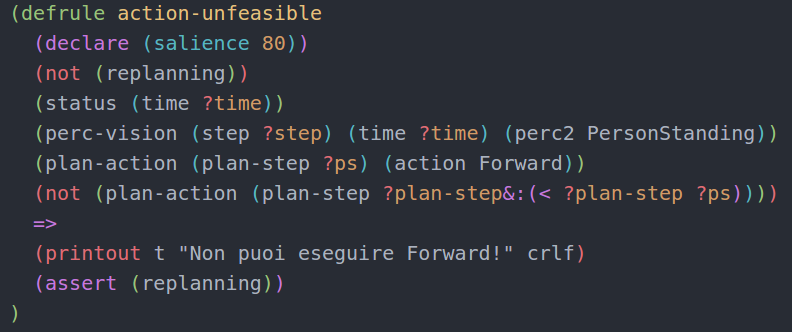 (defrule action-unfeasible
(declare (salience 80))
(not (replanning))
(status (time ?time))
(perc-vision (step ?step) (time ?time) (perc2 PersonStanding))
(plan-action (plan-step ?ps) (action Forward))
(not (plan-action (plan-step ?plan-step&:(< ?plan-step ?ps))))
=>
(printout t "Non puoi eseguire Forward!" crlf)
(assert (replanning))
)